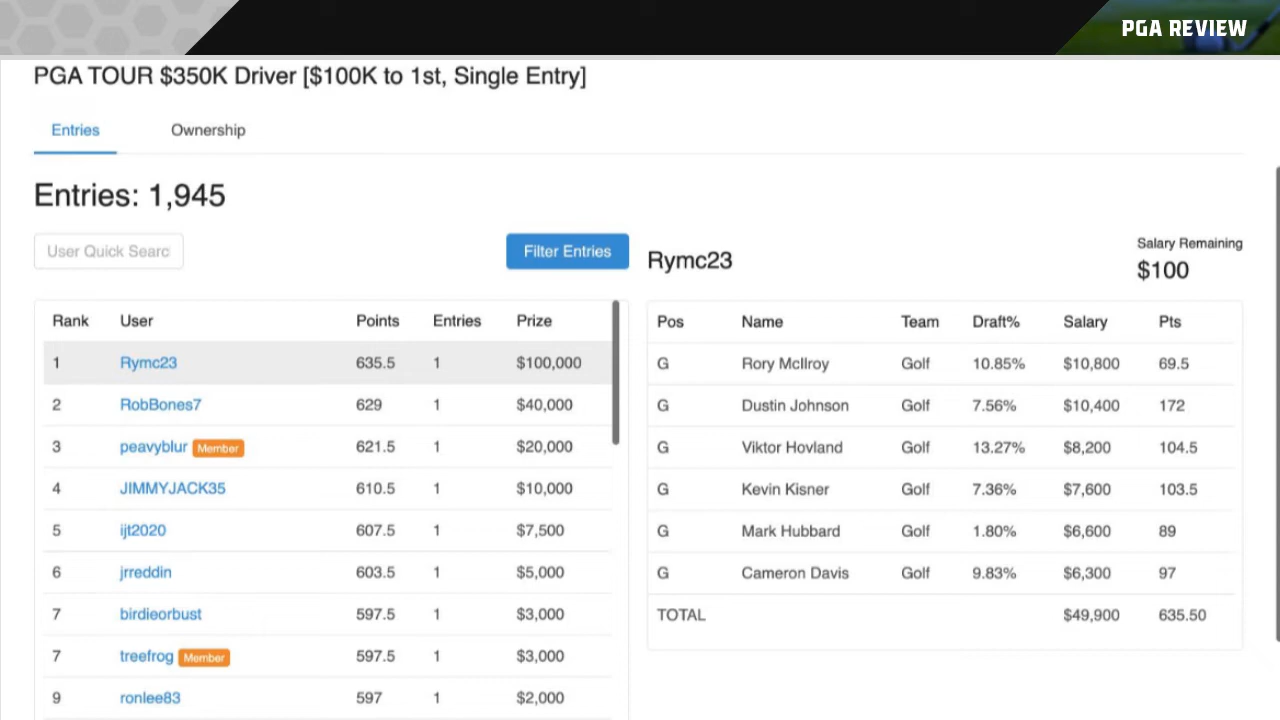 PGA REVIEW
PGA TOUR $350K Driver [$100K to 1st, Single Entry]
Entries Ownership
Entries: 1,945
User Quick Searc Filter Entries
Rymc23
Salary Remaining
$100
Rank User Points Entries Prize
1 Rymc23 635.5 1 $100,000
2 RobBones7 629 1 $40,000
3 peavyblur Member 621.5 1 $20,000
4 JIMMYJACK35 610.5 1 $10,000
5 ijt2020 607.5 1 $7,500
6 jrreddin 603.5 1 $5,000
7 birdieorbust 597.5 1 $3,000
7 treefrog Member 597.5 1 $3,000
9 ronlee83 597 1 $2,000
Pos Name Team Draft% Salary Pts
G Rory McIlroy Golf 10.85% $10,800 69.5
G Dustin Johnson Golf 7.56% $10,400 172
G Viktor Hovland Golf 13.27% $8,200 104.5
G Kevin Kisner Golf 7.36% $7,600 103.5
G Mark Hubbard Golf 1.80% $6,600 89
G Cameron Davis Golf 9.83% $6,300 97
TOTAL $49,900 635.50